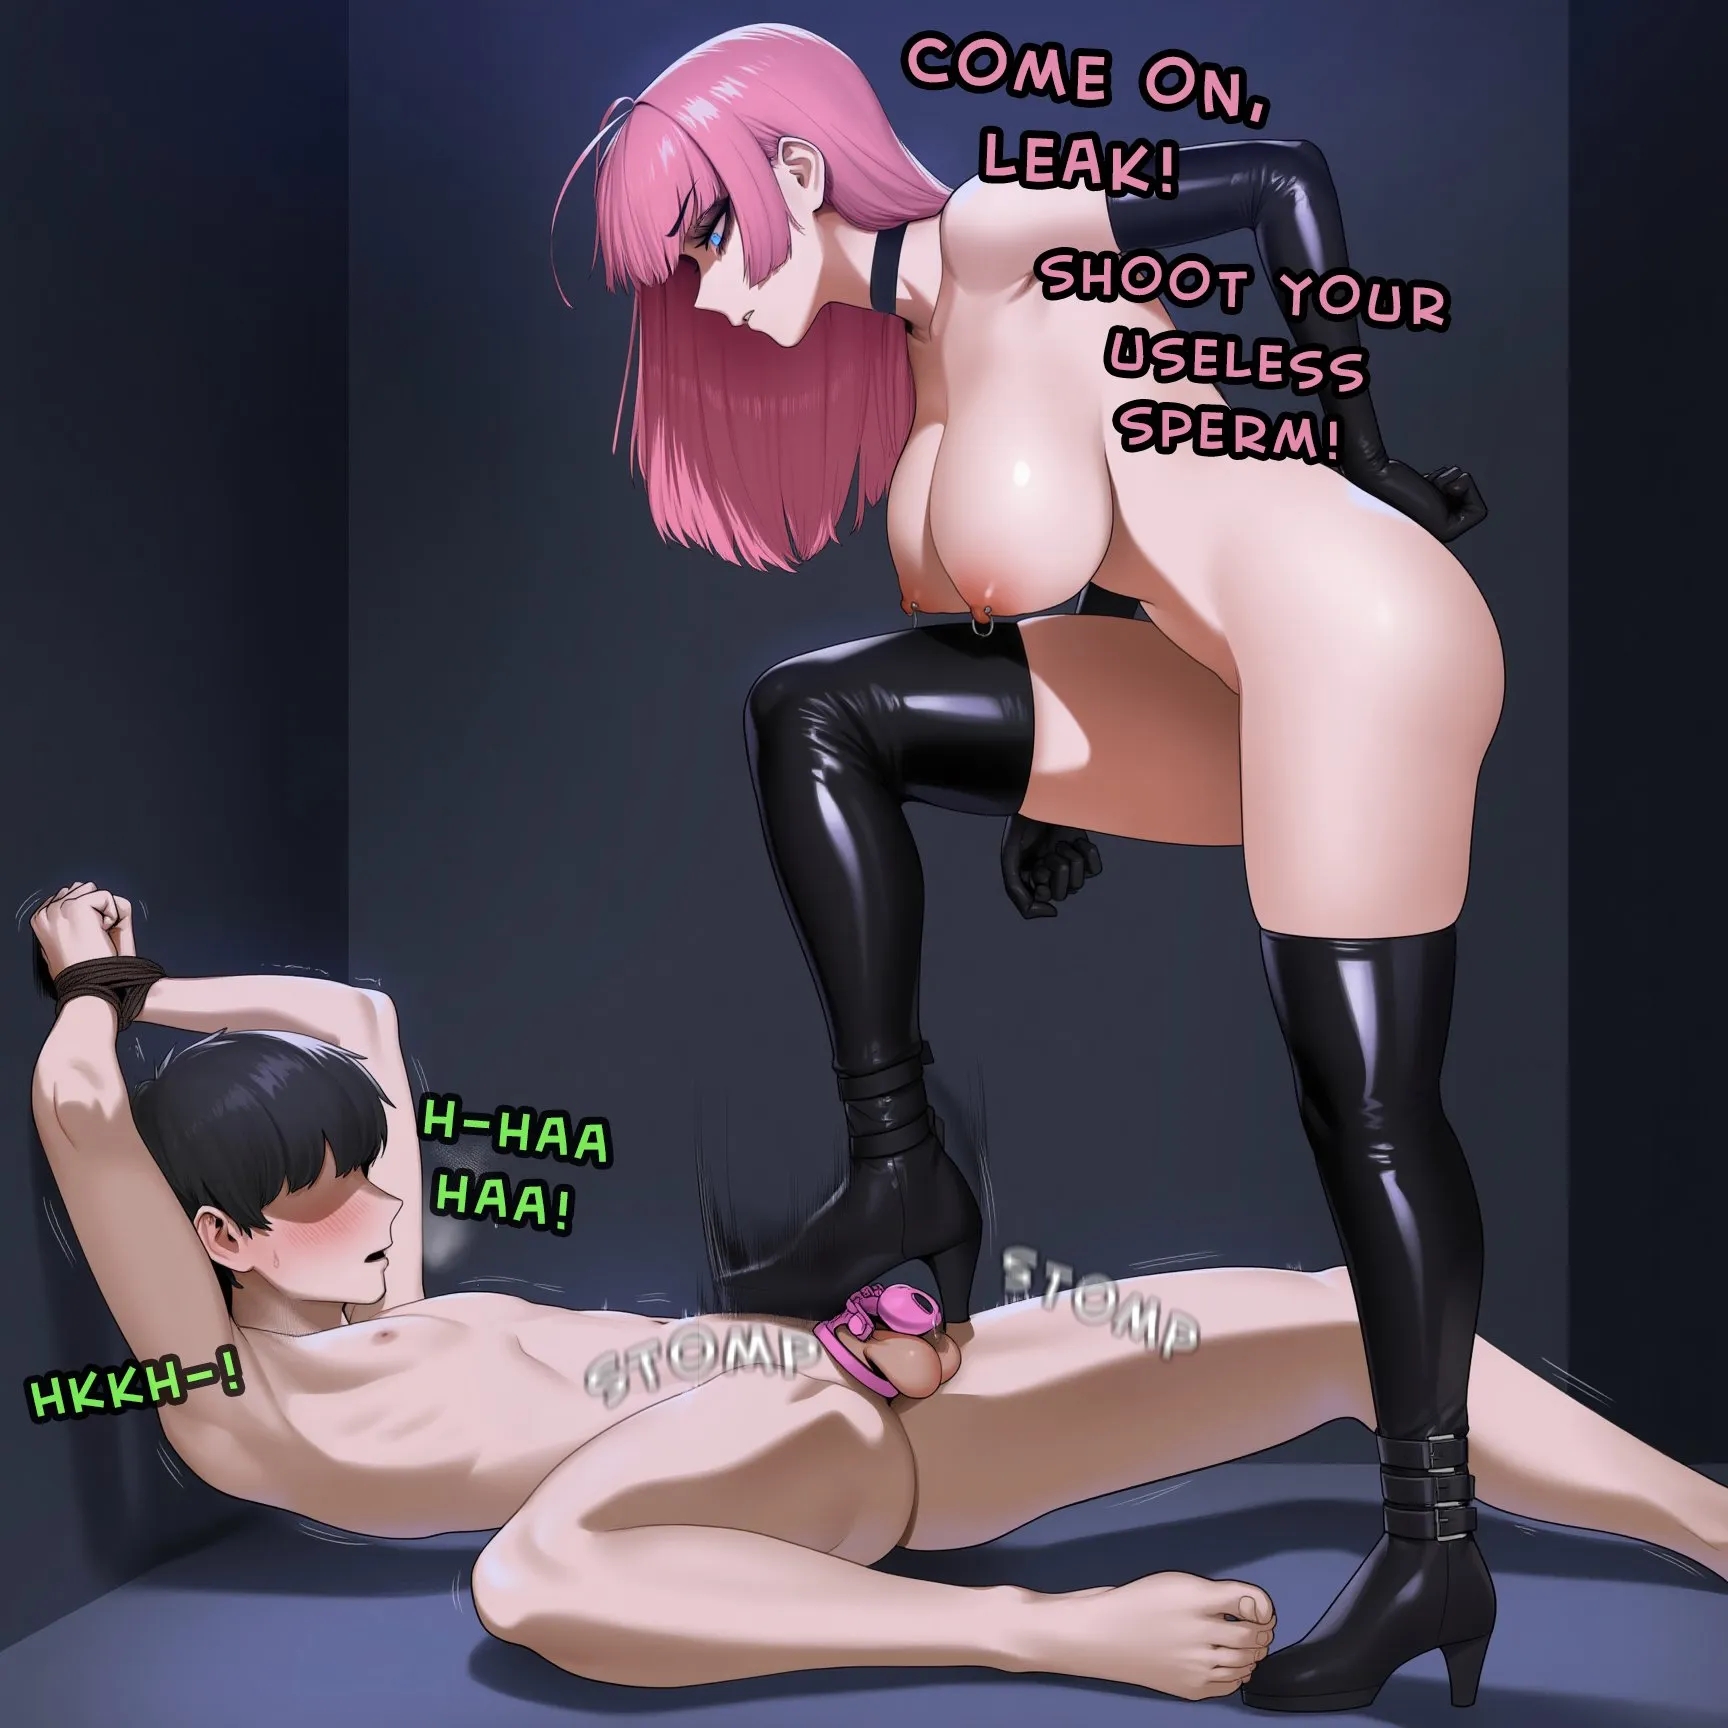 COME ON,
LEAK!
SHOOT YOUR
USELESS
SPERM!
H-HAA
HAA!
STOMP
STOMP
HKKH-!